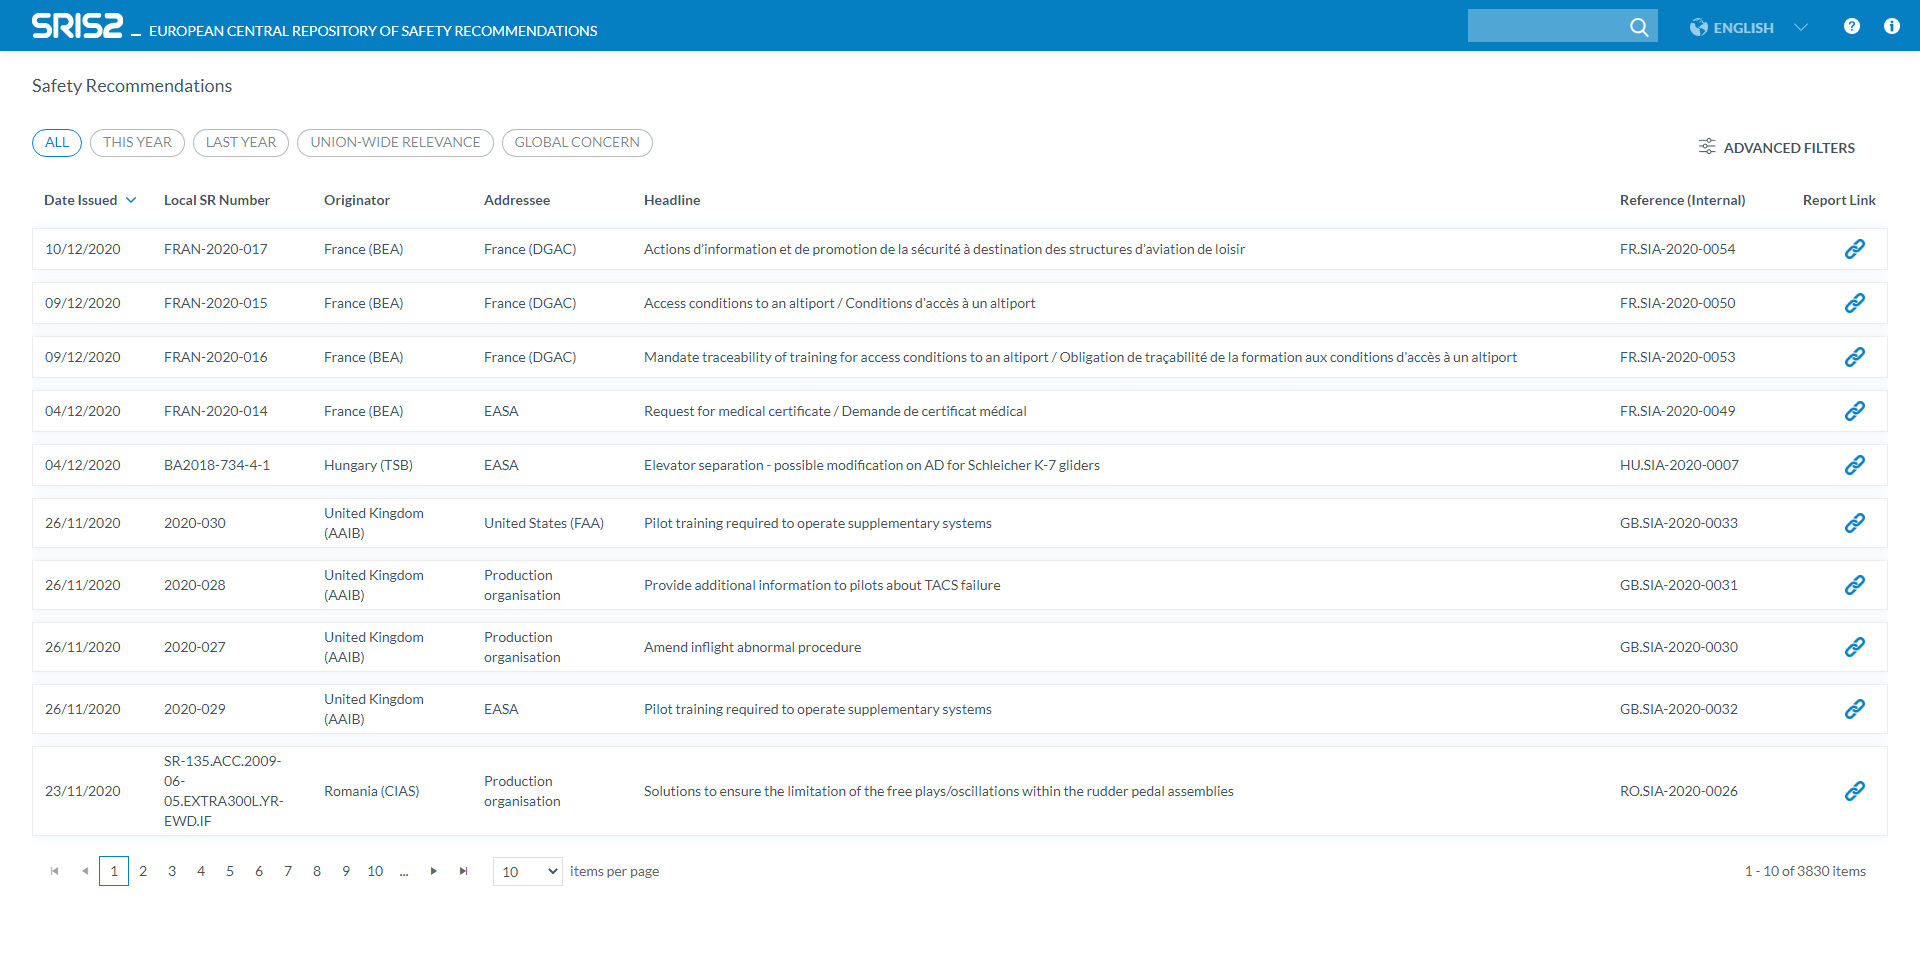 SRIS2 _ EUROPEAN CENTRAL REPOSITORY OF SAFETY RECOMMENDATIONS
ENGLISH
Safety Recommendations
ALL THIS YEAR LAST YEAR UNION-WIDE RELEVANCE GLOBAL CONCERN
ADVANCED FILTERS
Date Issued Local SR Number Originator Addressee Headline Reference (Internal) Report Link
10/12/2020 FRAN-2020-017 France (BEA) France (DGAC) Actions d'information et de promotion de la sécurité à destination des structures d'aviation de loisir FR.SIA-2020-0054
09/12/2020 FRAN-2020-015 France (BEA) France (DGAC) Access conditions to an altiport / Conditions d'accès à un altiport FR.SIA-2020-0050
09/12/2020 FRAN-2020-016 France (BEA) France (DGAC) Mandate traceability of training for access conditions to an altiport / Obligation de traçabilité de la formation aux conditions d'accès à un altiport FR.SIA-2020-0053
04/12/2020 FRAN-2020-014 France (BEA) EASA Request for medical certificate / Demande de certificat médical FR.SIA-2020-0049
04/12/2020 BA2018-734-4-1 Hungary (TSB) EASA Elevator separation - possible modification on AD for Schleicher K-7 gliders HU.SIA-2020-0007
26/11/2020 2020-030 United Kingdom
(AAIB) United States (FAA) Pilot training required to operate supplementary systems GB.SIA-2020-0033
26/11/2020 2020-028 United Kingdom
(AAIB) Production
organisation Provide additional information to pilots about TACS failure GB.SIA-2020-0031
26/11/2020 2020-027 United Kingdom
(AAIB) Production
organisation Amend inflight abnormal procedure GB.SIA-2020-0030
26/11/2020 2020-029 United Kingdom
(AAIB) EASA Pilot training required to operate supplementary systems GB.SIA-2020-0032
23/11/2020 SR-135.ACC.2009-
06-
05.EXTRA300L.YR-
EWD.IF Romania (CIAS) Production
organisation Solutions to ensure the limitation of the free plays/oscillations within the rudder pedal assemblies RO.SIA-2020-0026
1 2 3 4 5 6 7 8 9 10 ... 10 items per page 1 - 10 of 3830 items